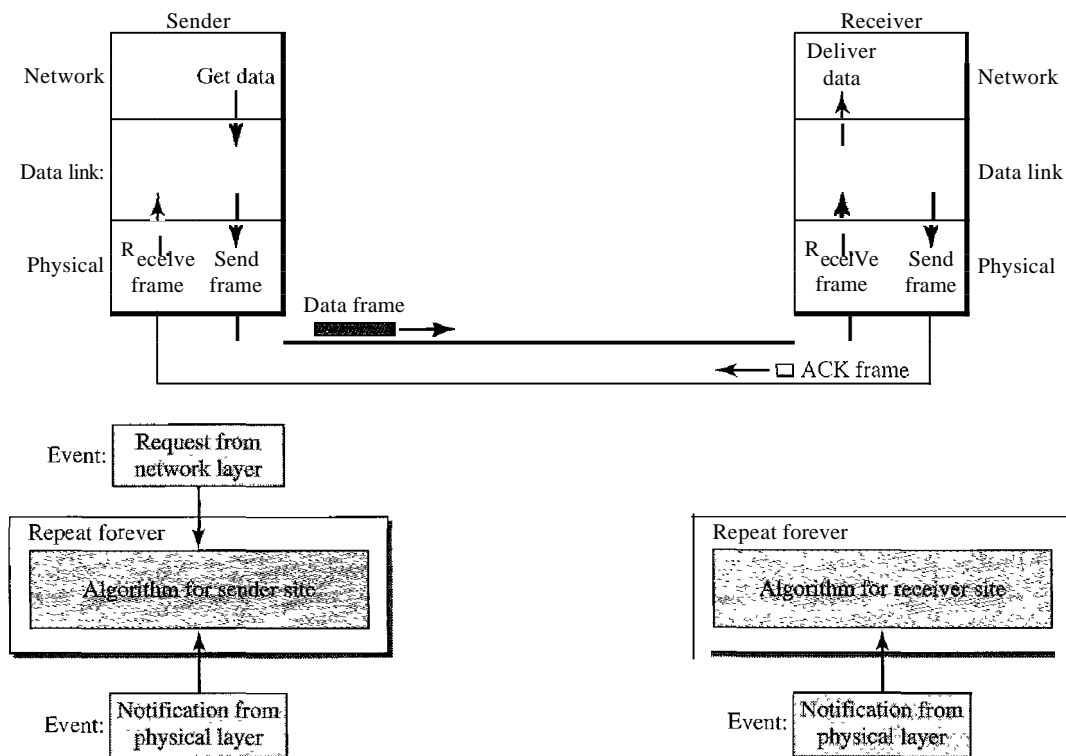 Sender
Receiver
Network
Get data
Deliver
data
Network
Data link:
Data link
Physical
Receive
frame
Send
frame
ReceiVe
frame
Send
frame
Physical
Data frame
ACK frame
Event:
Request from
network layer
Repeat forever
Algorithm for sender site
Repeat forever
Algorithm for receiver site
Event:
Notification from
physical layer
Event:
Notification from
physical layer